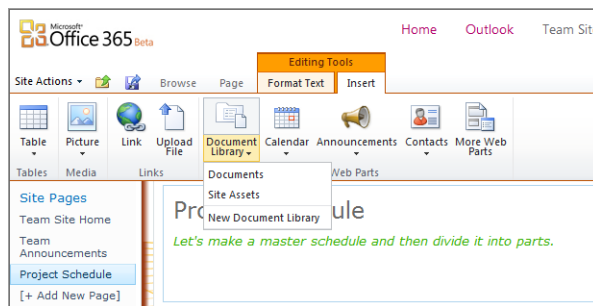 Microsoft®
Office 365 Beta
Home Outlook Team Sit
Editing Tools
Site Actions Browse Page Format Text Insert
Table Picture Link Upload File Document Library Calendar Announcements Contacts More Web Parts
Tables Media Links Web Parts
Documents
Site Assets
New Document Library
Site Pages
Team Site Home
Team Announcements
Project Schedule
[+ Add New Page]
Pro ule
Let's make a master schedule and then divide it into parts.